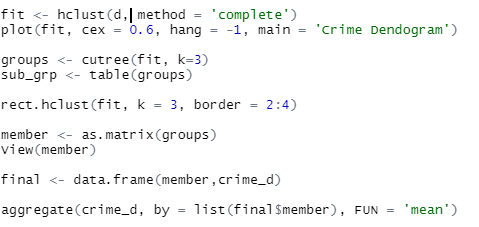 fit <- hclust(d, method = 'complete')
plot(fit, cex = 0.6, hang = -1, main = 'Crime Dendogram')
groups <- cutree(fit, k=3)
sub_grp <- table(groups)
rect.hclust(fit, k = 3, border = 2:4)
member <- as.matrix(groups)
View(member)
final <- data.frame(member,crime_d)
aggregate(crime_d, by = list(final$member), FUN = 'mean')